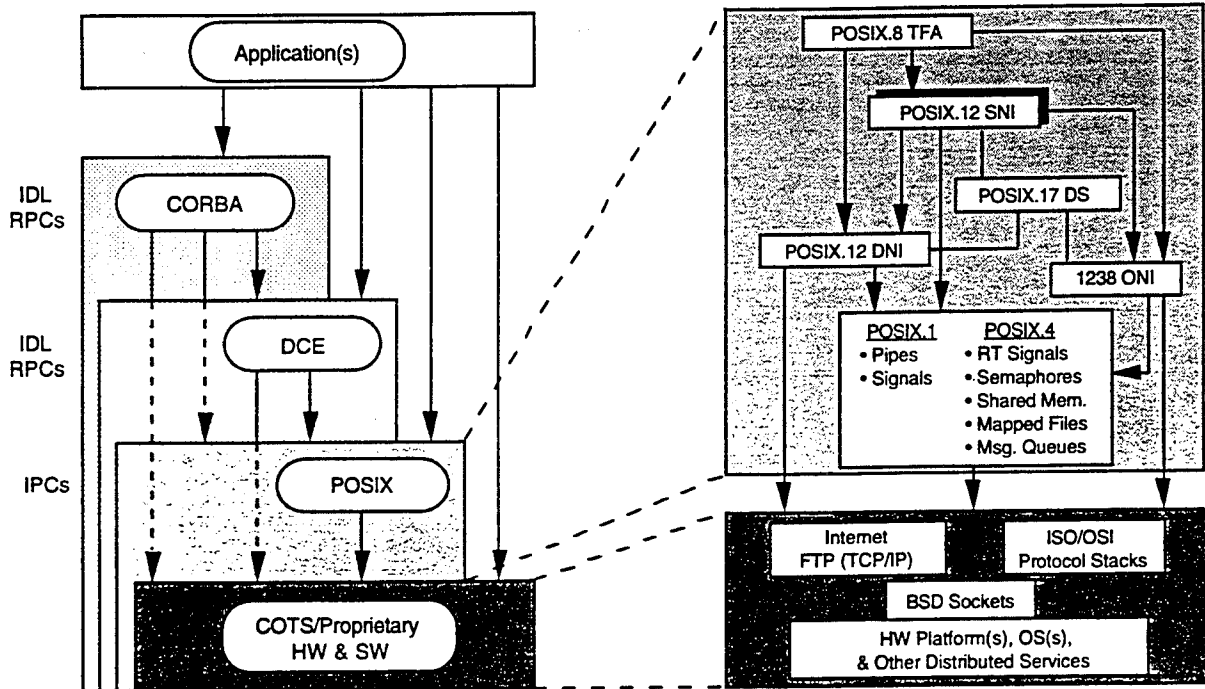 Application(s)
IDL
RPCs
CORBA
IDL
RPCs
DCE
IPCs
POSIX
COTS/Proprietary
HW & SW
POSIX.8 TFA
POSIX.12 SNI
POSIX.17 DS
POSIX.12 DNI
1238 ONI
POSIX.1
• Pipes
• Signals
POSIX.4
• RT Signals
• Semaphores
• Shared Mem.
• Mapped Files
• Msg. Queues
Internet
FTP (TCP/IP)
ISO/OSI
Protocol Stacks
BSD Sockets
HW Platform(s), OS(s),
& Other Distributed Services